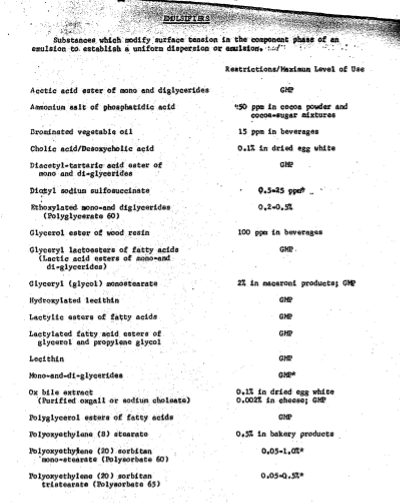 EMULSIFIERS
Substances which modify surface tension in the component phase of an
emulsion to establish a uniform dispersion or emulsion.
Restrictions/Maximum Level of Use
Acetic acid ester of mono and diglycerides GMP
Ammonium salt of phosphatidic acid 50 ppm in cocoa powder and
cocoa-sugar mixtures
Brominated vegetable oil 15 ppm in beverages
Cholic acid/Desoxycholic acid 0.1% in dried egg white
Diacetyl-tartaric acid ester of GMP
mono and di-glycerides
Dioctyl sodium sulfosuccinate 0.5-25 ppm*
Ethoxylated mono-and diglycerides 0.2-0.5%
(Polyglycerate 60)
Glycerol ester of wood resin 100 ppm in beverages
Glyceryl lactoesters of fatty acids GMP
(Lactic acid esters of mono-and
di-glycerides)
Glyceryl (glycol) monostearate 2% in macaroni products; GMP
Hydroxylated lecithin GMP
Lactylic esters of fatty acids GMP
Lactylated fatty acid esters of GMP
glycerol and propylene glycol
Lecithin GMP
Mono-and-di-glycerides GMP*
Ox bile extract 0.1% in dried egg white
(Purified oxgall or sodium choleate) 0.002% in cheese; GMP
Polyglycerol esters of fatty acids GMP
Polyoxyethylene (8) stearate 0.5% in bakery products
Polyoxyethylene (20) sorbitan 0.05-1.0%*
mono-stearate (Polysorbate 60)
Polyoxyethylene (20) sorbitan 0.05-0.5%*
tristearate (Polysorbate 65)